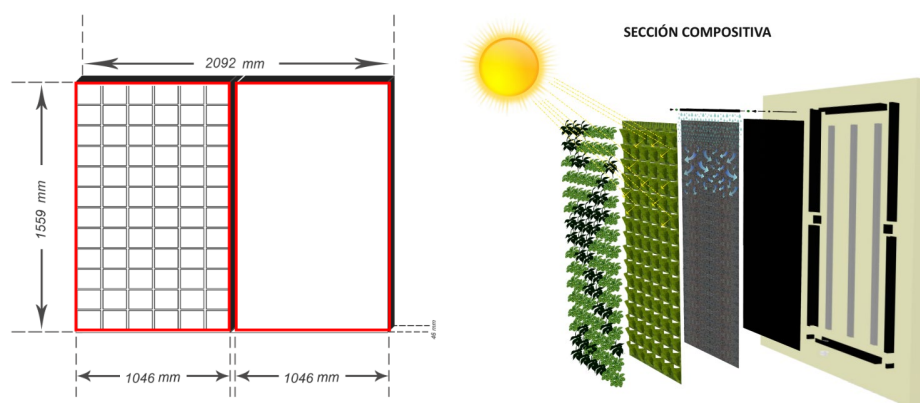 2092 mm
1559 mm
46 mm
1046 mm
1046 mm
SECCIÓN COMPOSITIVA